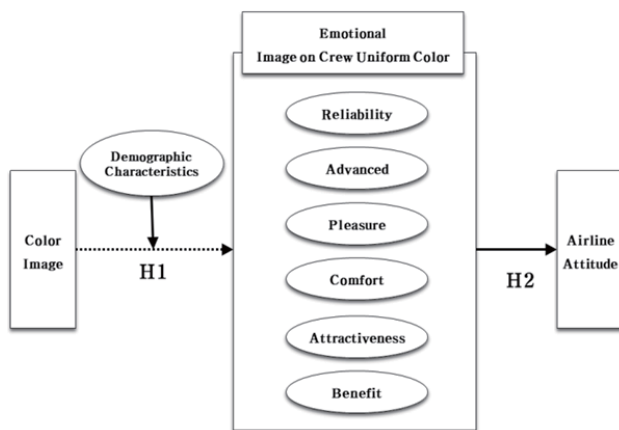 Emotional
Image on Crew Uniform Color
Reliability
Demographic
Characteristics
Advanced
Pleasure
Color
Image
H1
Comfort
H2
Airline
Attitude
Attractiveness
Benefit